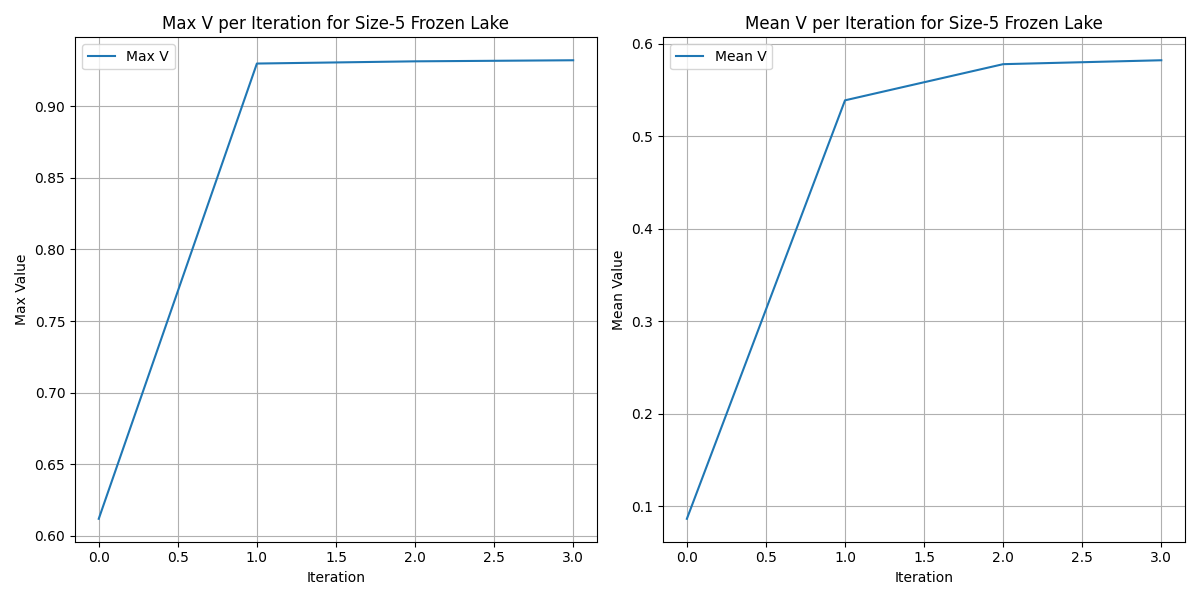 Max V per Iteration for Size-5 Frozen Lake
Max V
Max Value
0.90
0.85
0.80
0.75
0.70
0.65
0.60
0.0 0.5 1.0 1.5 2.0 2.5 3.0
Iteration
Mean V per Iteration for Size-5 Frozen Lake
Mean V
Mean Value
0.6
0.5
0.4
0.3
0.2
0.1
0.0 0.5 1.0 1.5 2.0 2.5 3.0
Iteration